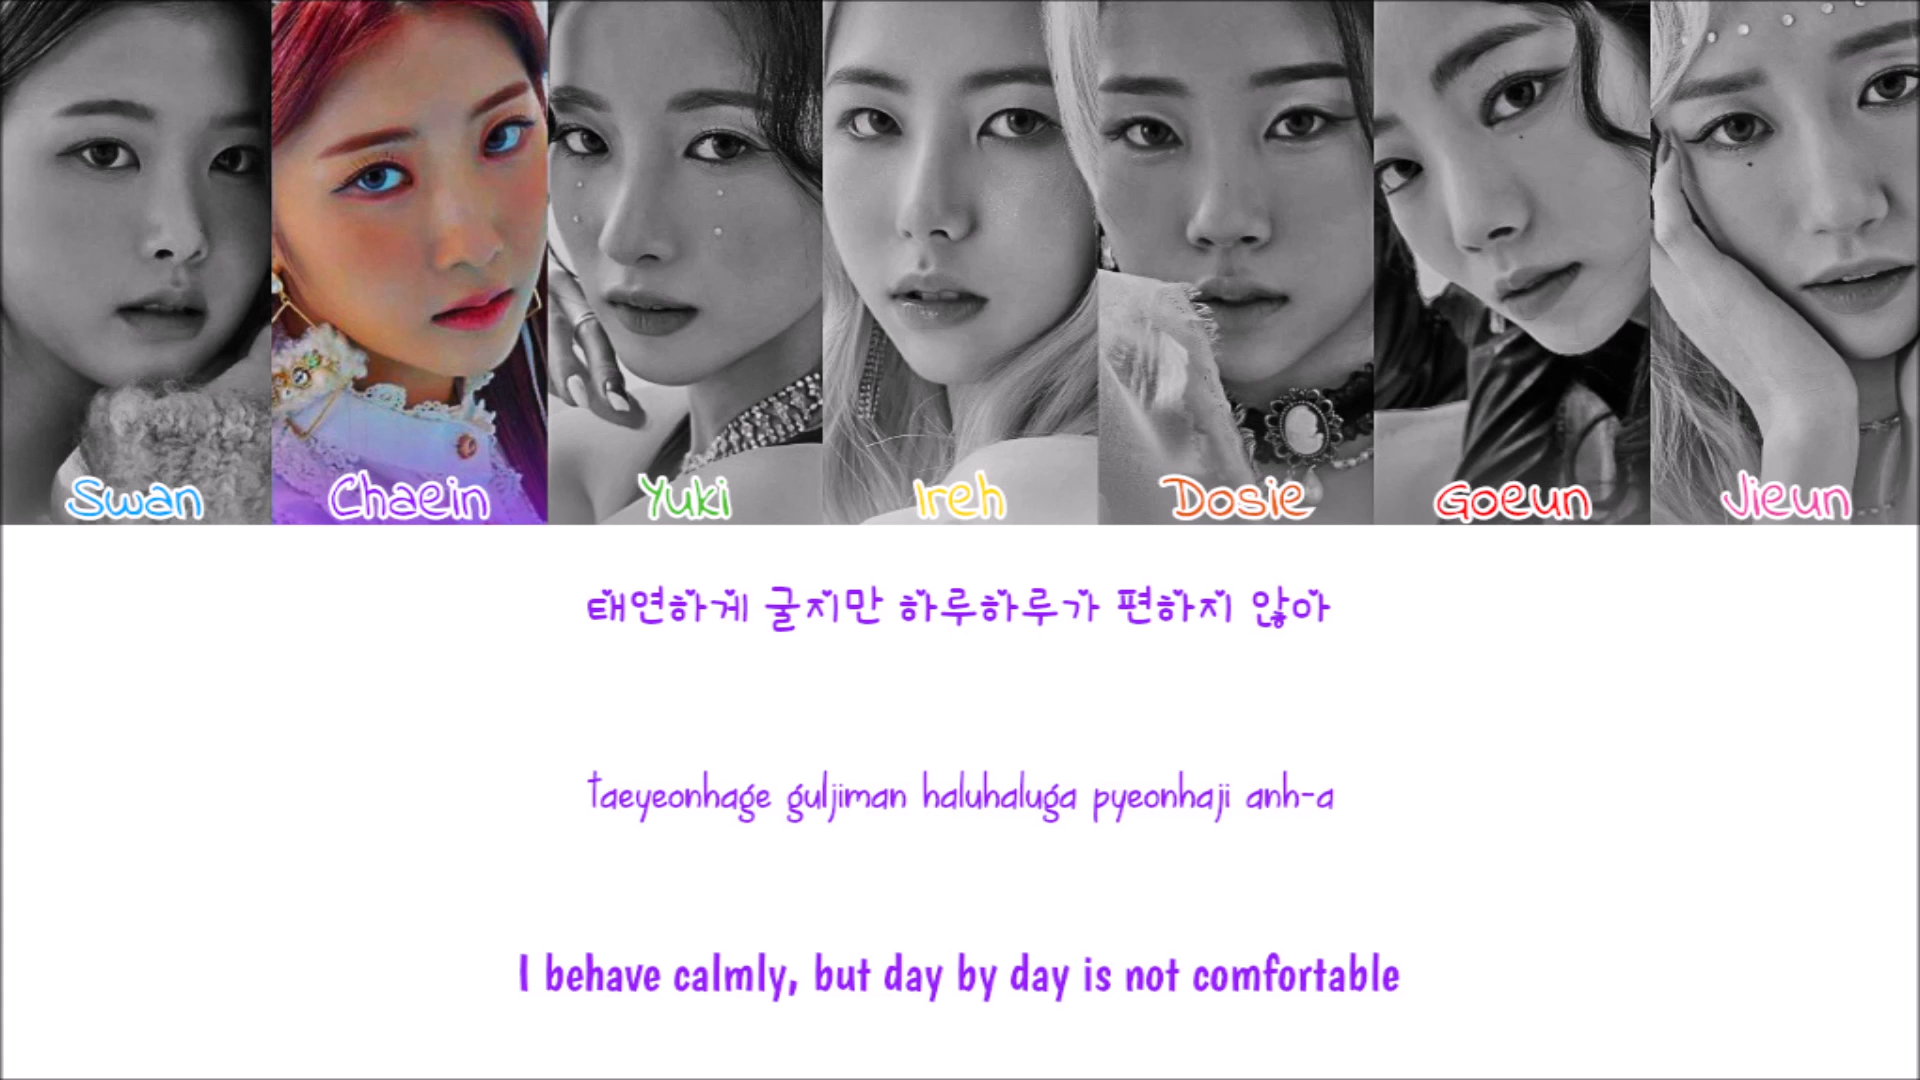 Swan Chaein Yuki Ireh Dosie Goeun Jieun
태연하게 굴지만 하루하루가 편하지 않아
taeyeonhage guljiman haluhaluga pyeonhaji anh-a
I behave calmly, but day by day is not comfortable